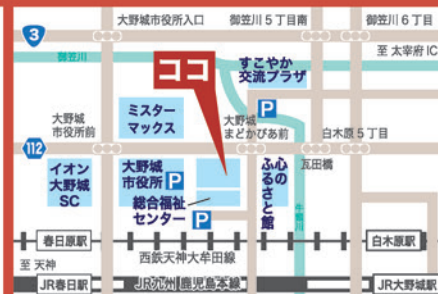 大野城市役所入口
御笠川5丁目南
御笠川6丁目
3
御笠川
至 太宰府IC
ココ
すこやか
交流プラザ
P
ミスター
マックス
大野城
市役所前
大野城
まどかぴあ前
白木原5丁目
112
イオン
大野城
SC
大野城
市役所
P
総合福祉
センター
P
心の
ふるさと館
瓦田橋
牛頸川
春日原駅
西鉄天神大牟田線
白木原駅
至 天神
JR春日駅
JR九州 鹿児島本線
JR大野城駅